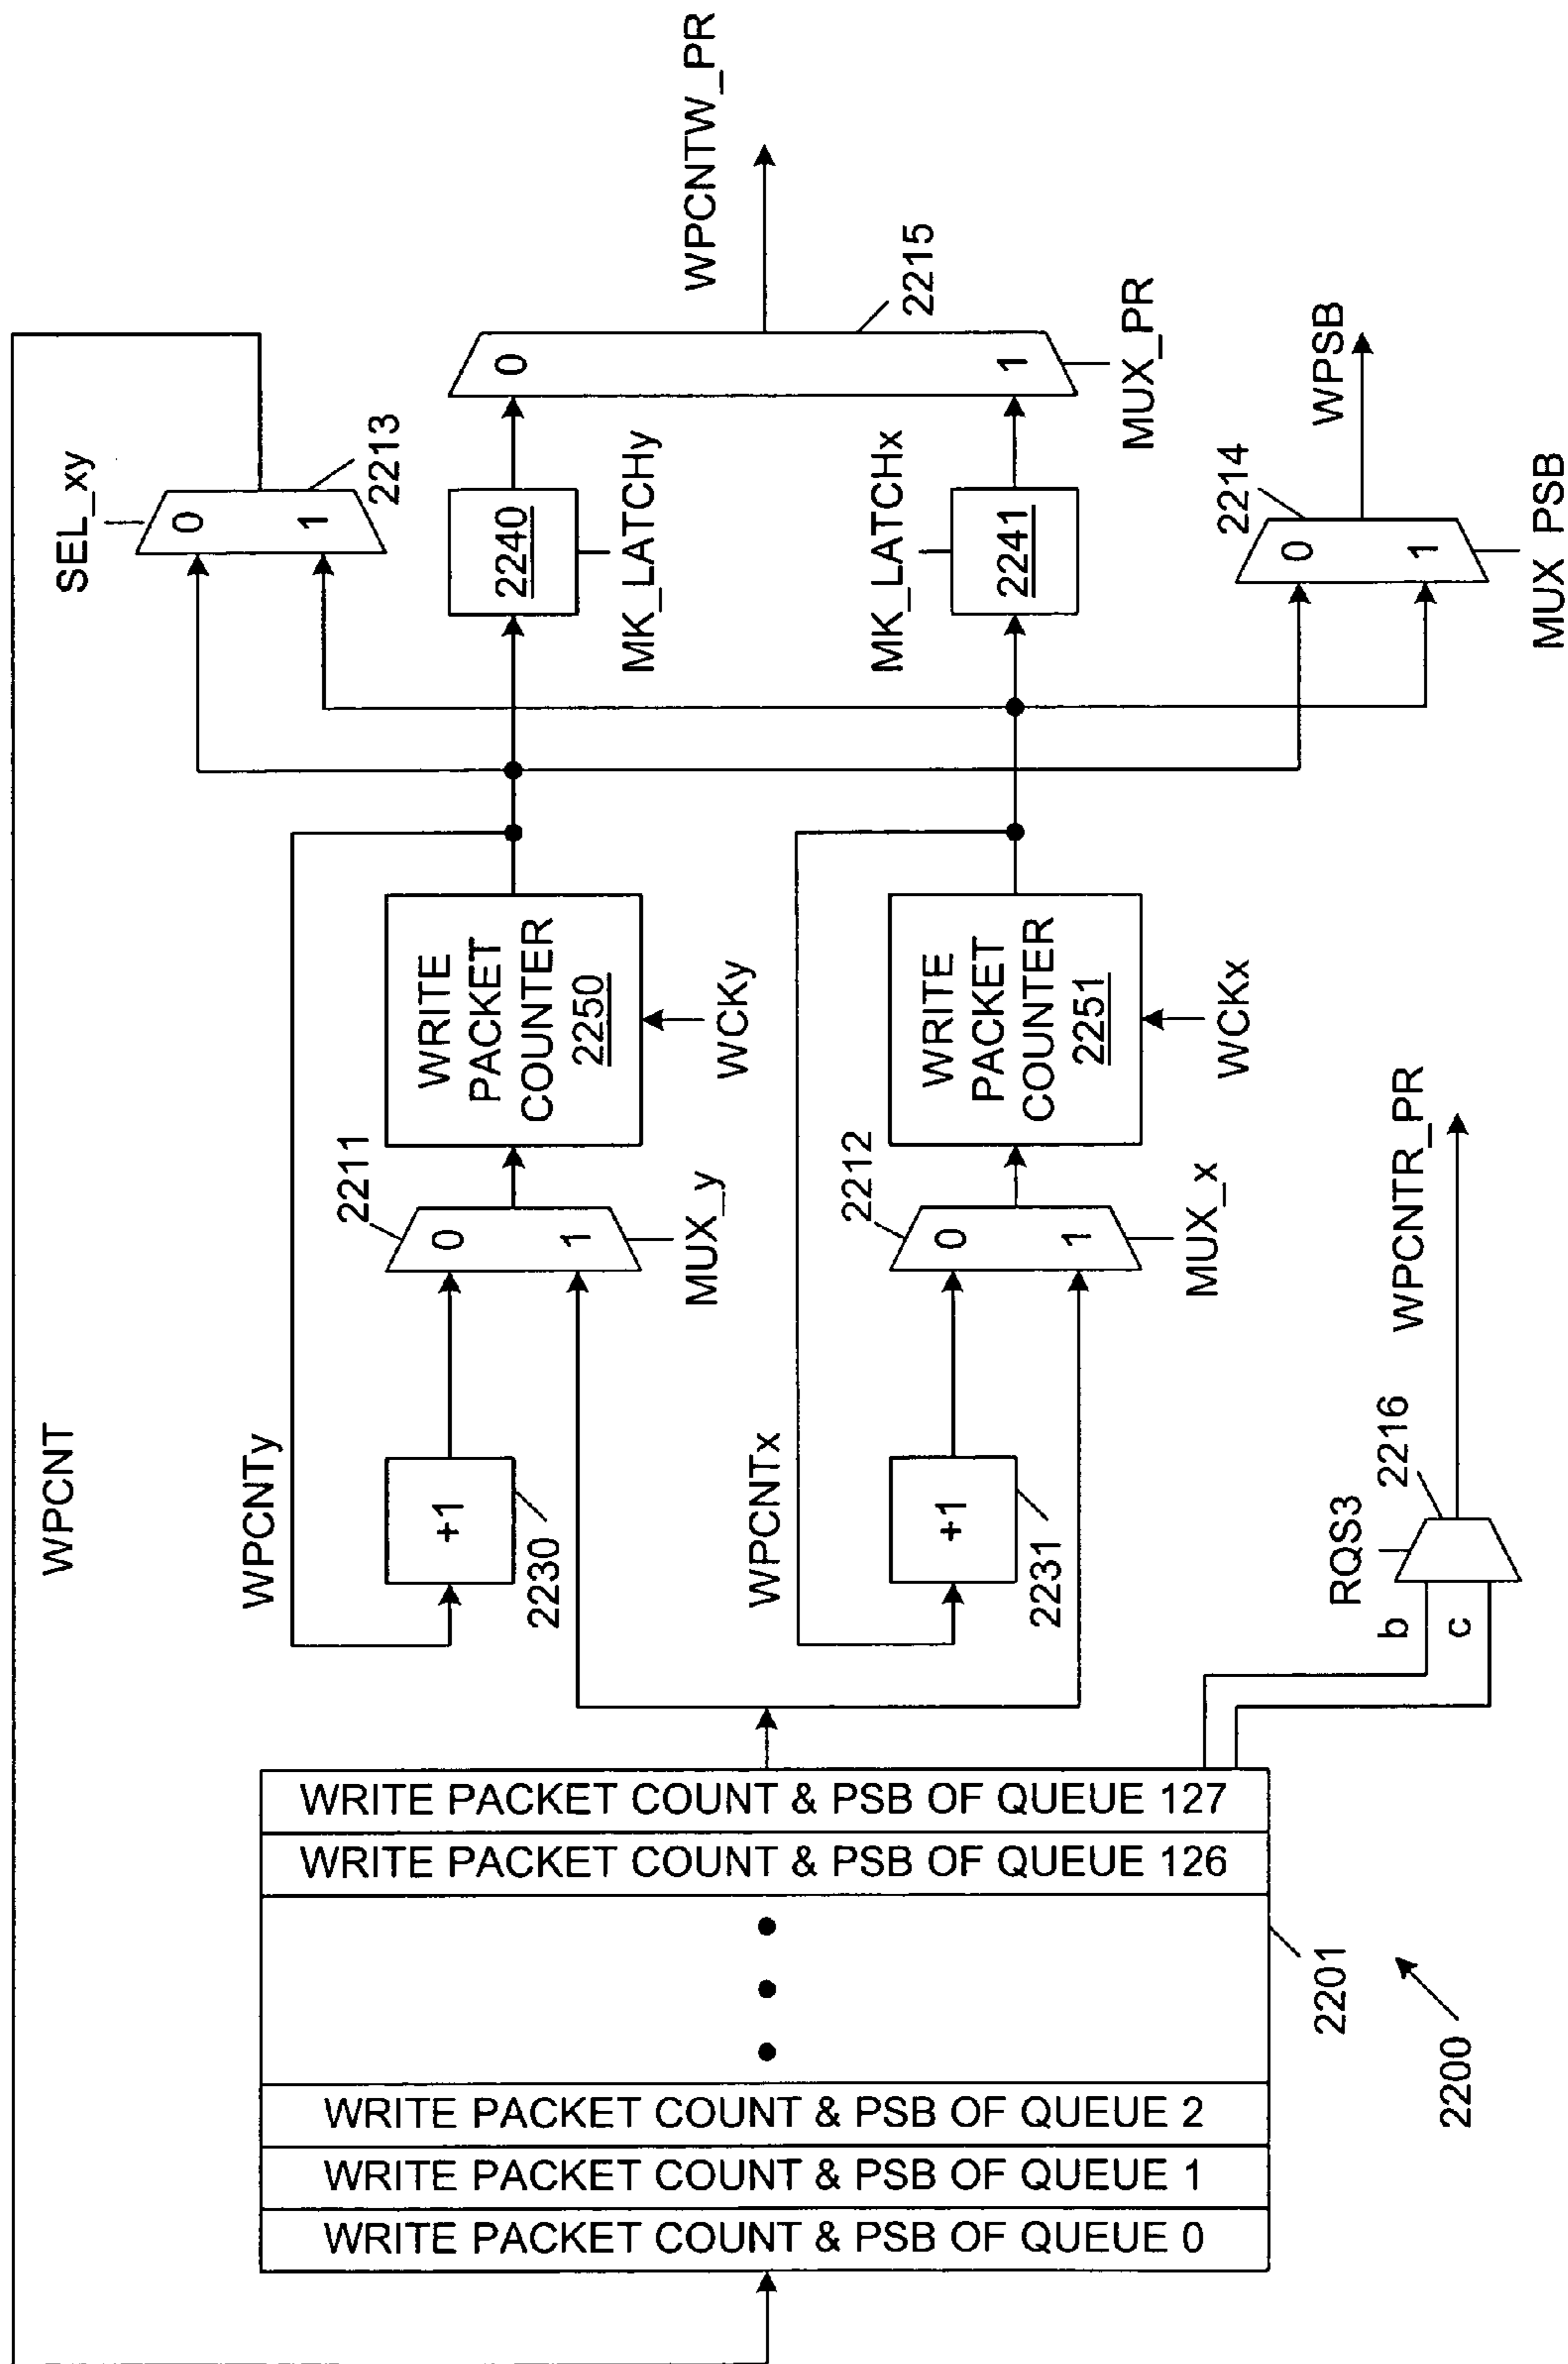 WPCNT
WPCNTy
+1
2230
0
1
2211
MUX_y
WRITE
PACKET
COUNTER
2250
WCKy
SEL_xy
0
1
2213
2240
MK_LATCHy
0
1
2215
MUX_PR
WPCNTW_PR
WPCNTx
+1
2231
0
1
2212
MUX_x
WRITE
PACKET
COUNTER
2251
WCKx
MK_LATCHx
2241
0
1
2214
MUX_PSB
WPSB
WRITE PACKET COUNT & PSB OF QUEUE 0
WRITE PACKET COUNT & PSB OF QUEUE 1
WRITE PACKET COUNT & PSB OF QUEUE 2
WRITE PACKET COUNT & PSB OF QUEUE 126
WRITE PACKET COUNT & PSB OF QUEUE 127
2201
2200
RQS3
b
c
2216
WPCNTR_PR